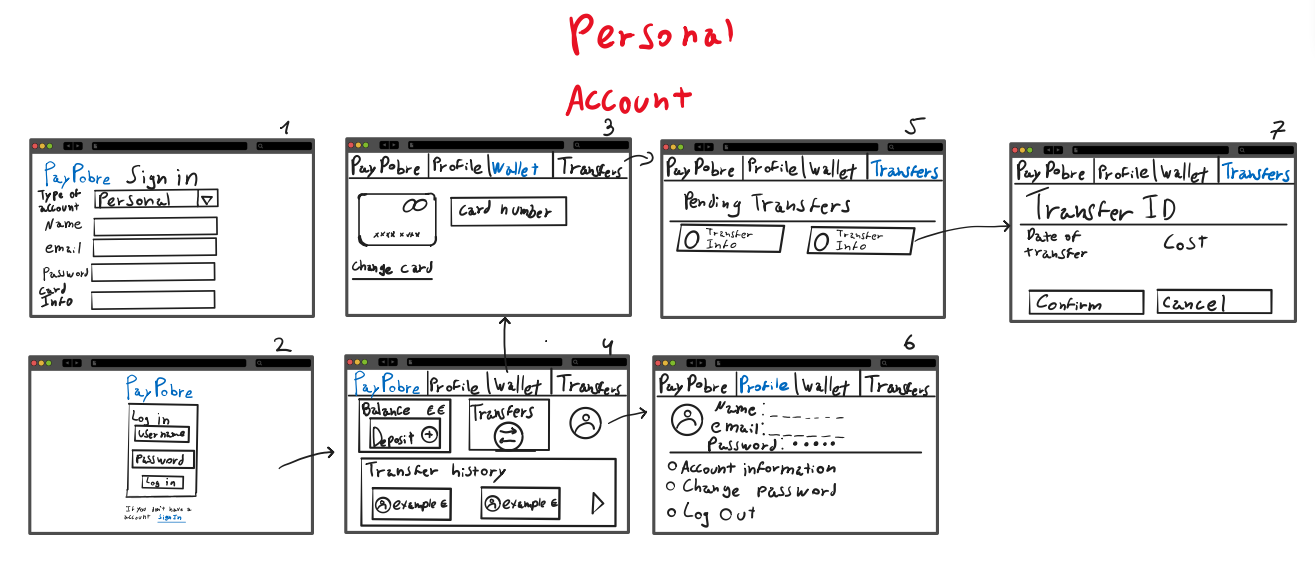 Personal
Account
1
PayPobre Sign in
Type of account Personal
Name
email
Password
Card Info
3
PayPobre Profile Wallet Transfers
xxxx xxxx
Card number
Change card
5
PayPobre Profile Wallet Transfers
Pending Transfers
Transfer Info
Transfer Info
7
PayPobre Profile Wallet Transfers
Transfer ID
Date of transfer
Cost
Confirm Cancel
2
PayPobre
Log in
username
Password
Log in
If you don't have a
account Sign In
4
PayPobre Profile Wallet Transfers
Balance €€
Deposit +
Transfers
Transfer history
example € example €
6
PayPobre Profile Wallet Transfers
Name:
email:
Password:
Account information
Change password
Log Out